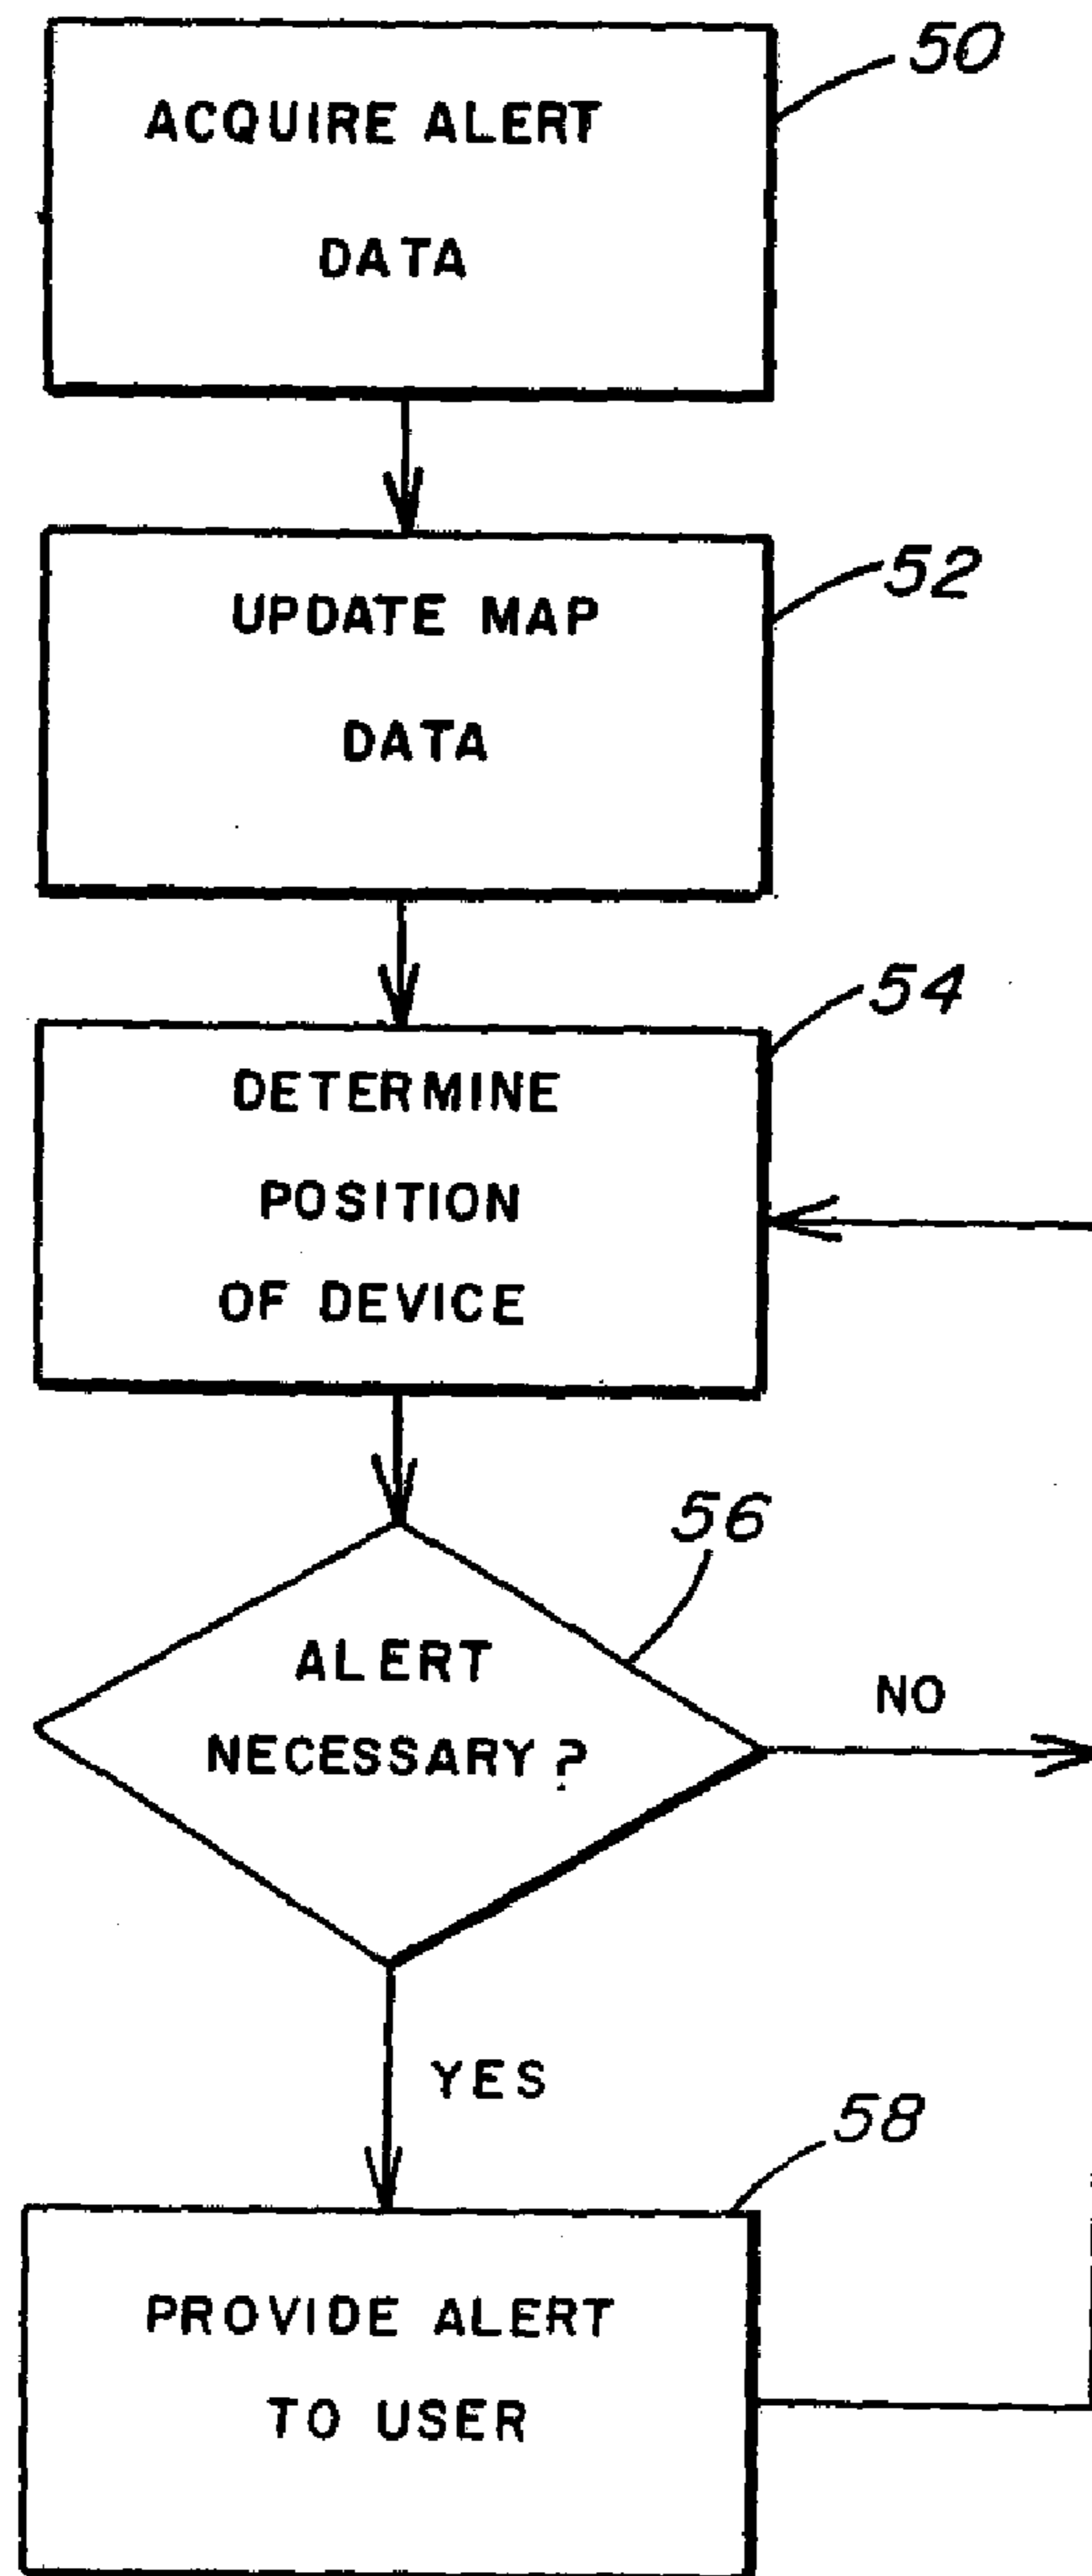 50
ACQUIRE ALERT
DATA
52
UPDATE MAP
DATA
54
DETERMINE
POSITION
OF DEVICE
56
ALERT
NECESSARY?
NO
YES
58
PROVIDE ALERT
TO USER